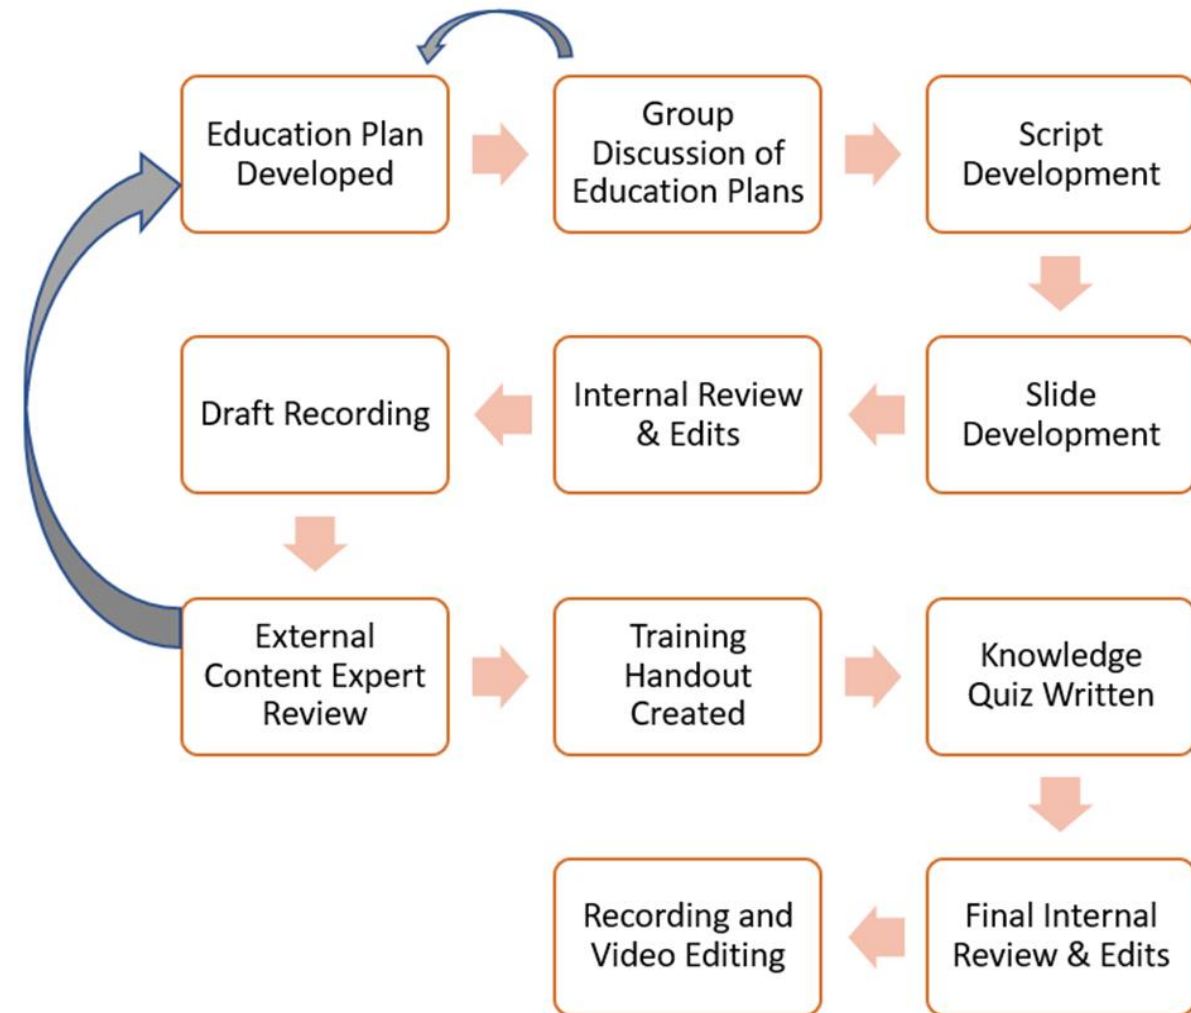 Education Plan
Developed
Group
Discussion of
Education Plans
Script
Development
Slide
Development
Internal Review
& Edits
Draft Recording
External
Content Expert
Review
Training
Handout
Created
Knowledge
Quiz Written
Final Internal
Review & Edits
Recording and
Video Editing